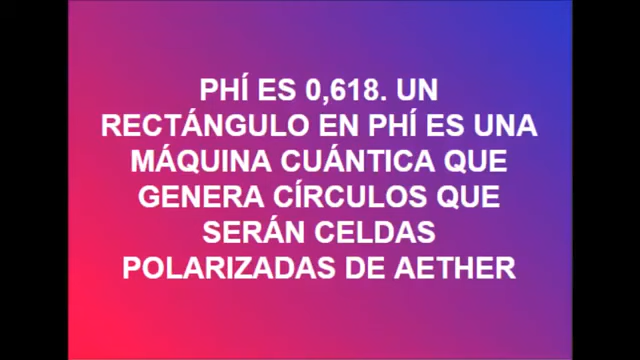 PHÍ ES 0,618. UN
RECTÁNGULO EN PHÍ ES UNA
MÁQUINA CUÁNTICA QUE
GENERA CÍRCULOS QUE
SERÁN CELDAS
POLARIZADAS DE AETHER